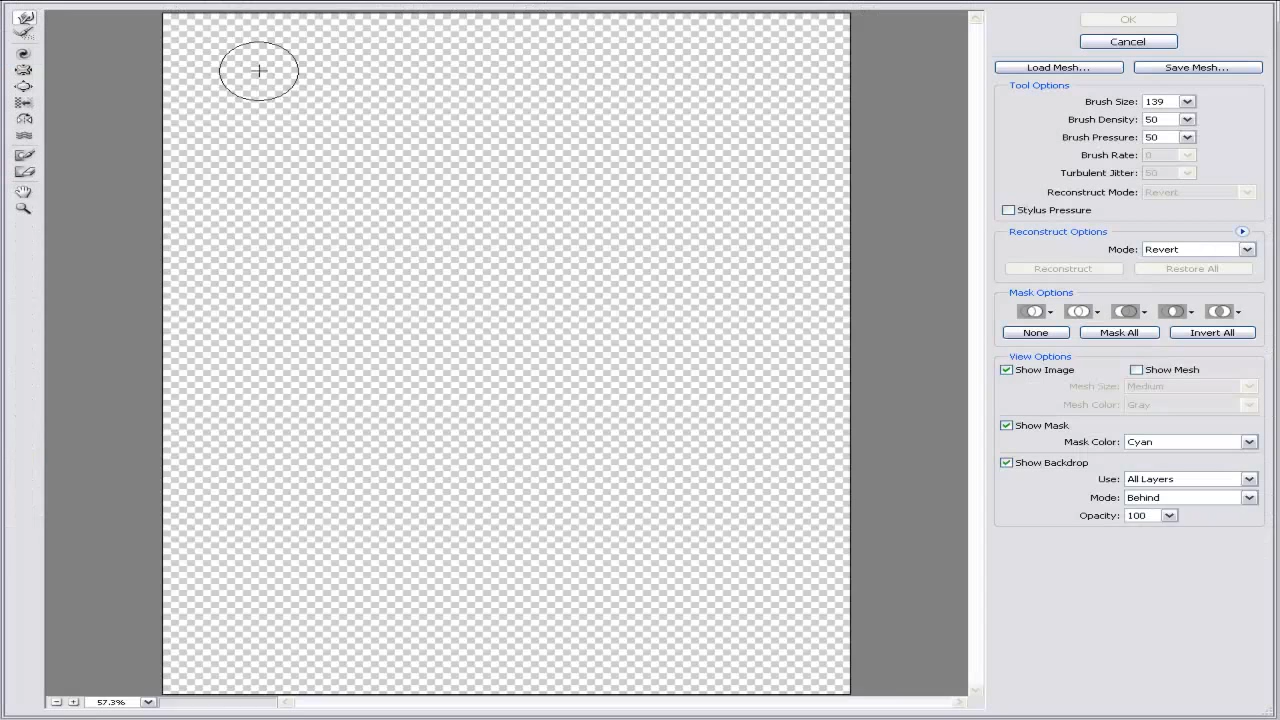 OK
Cancel
Load Mesh... Save Mesh...
Tool Options
Brush Size: 139
Brush Density: 50
Brush Pressure: 50
Brush Rate: 0
Turbulent Jitter: 50
Reconstruct Mode: Revert
Stylus Pressure
Reconstruct Options
Mode: Revert
Reconstruct Restore All
Mask Options
None Mask All Invert All
View Options
Show Image Show Mesh
Mesh Size: Medium
Mesh Color: Gray
Show Mask
Mask Color: Cyan
Show Backdrop
Use: All Layers
Mode: Behind
Opacity: 100
57.3%